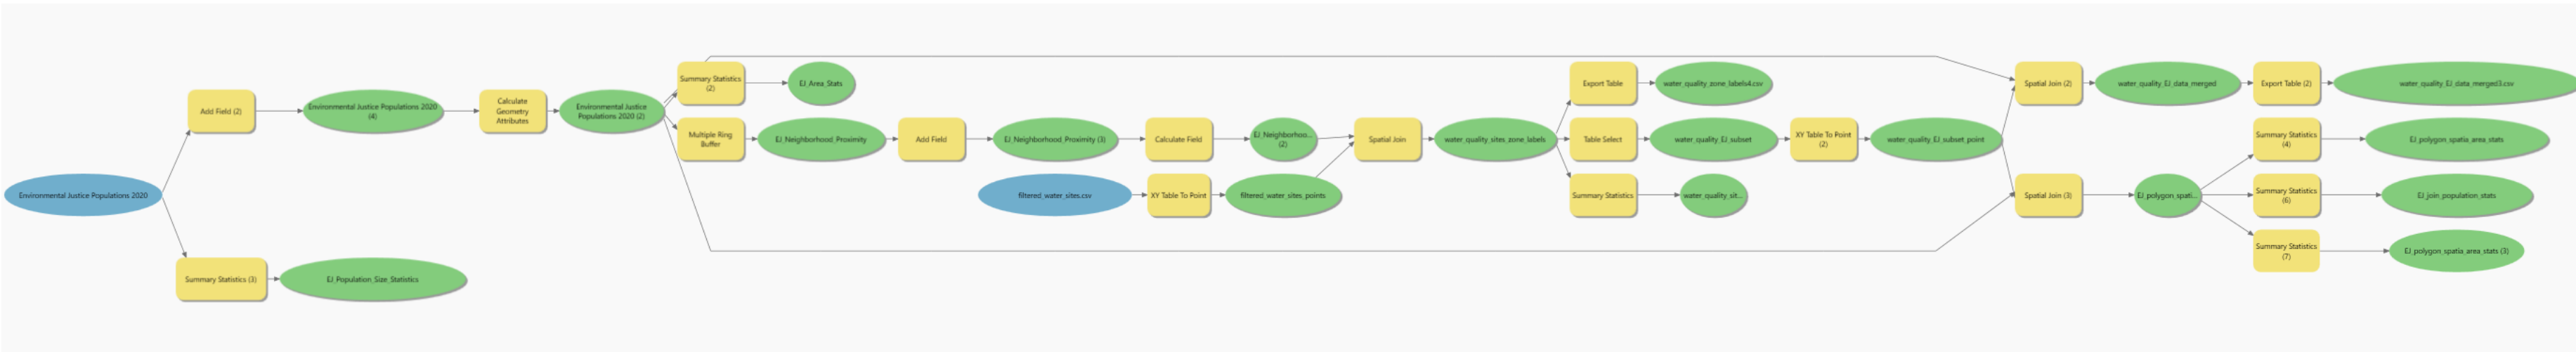 Add Field (2)
Environmental Justice Populations 2020
(4)
Calculate
Geometry
Attributes
Environmental Justice
Populations 2020 (2)
Summary Statistics
(2)
EJ_Area_Stats
Multiple Ring
Buffer
EJ_Neighborhood_Proximity
Add Field
EJ_Neighborhood_Proximity (3)
Calculate Field
EJ_Neighborhoo...
(2)
Spatial Join
water_quality_sites_zone_labels
Export Table
water_quality_zone_labels4.csv
Table Select
water_quality_EJ_subset
XY Table To Point
(2)
water_quality_EJ_subset_point
Spatial Join (2)
water_quality_EJ_data_merged
Export Table (2)
water_quality_EJ_data_merged3.csv
Summary Statistics
(4)
EJ_polygon_spatia_area_stats
Environmental Justice Populations 2020
filtered_water_sites.csv
XY Table To Point
filtered_water_sites_points
Summary Statistics
water_quality_sit...
Spatial Join (3)
EJ_polygon_spati...
Summary Statistics
(6)
EJ_join_population_stats
Summary Statistics
(7)
EJ_polygon_spatia_area_stats (3)
Summary Statistics (3)
EJ_Population_Size_Statistics